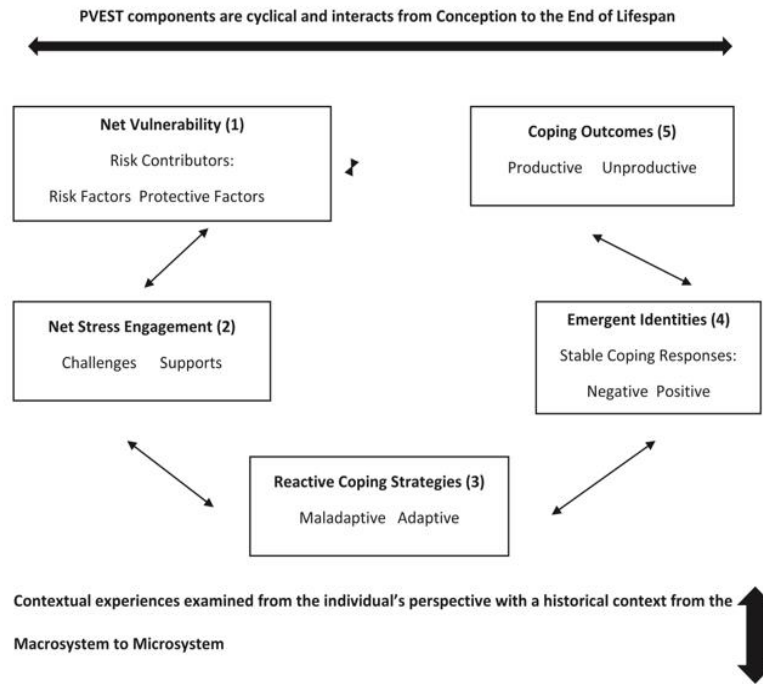 PVEST components are cyclical and interacts from Conception to the End of Lifespan
Net Vulnerability (1)
Risk Contributors:
Risk Factors Protective Factors
Coping Outcomes (5)
Productive Unproductive
Net Stress Engagement (2)
Challenges Supports
Emergent Identities (4)
Stable Coping Responses:
Negative Positive
Reactive Coping Strategies (3)
Maladaptive Adaptive
Contextual experiences examined from the individual's perspective with a historical context from the
Macrosystem to Microsystem